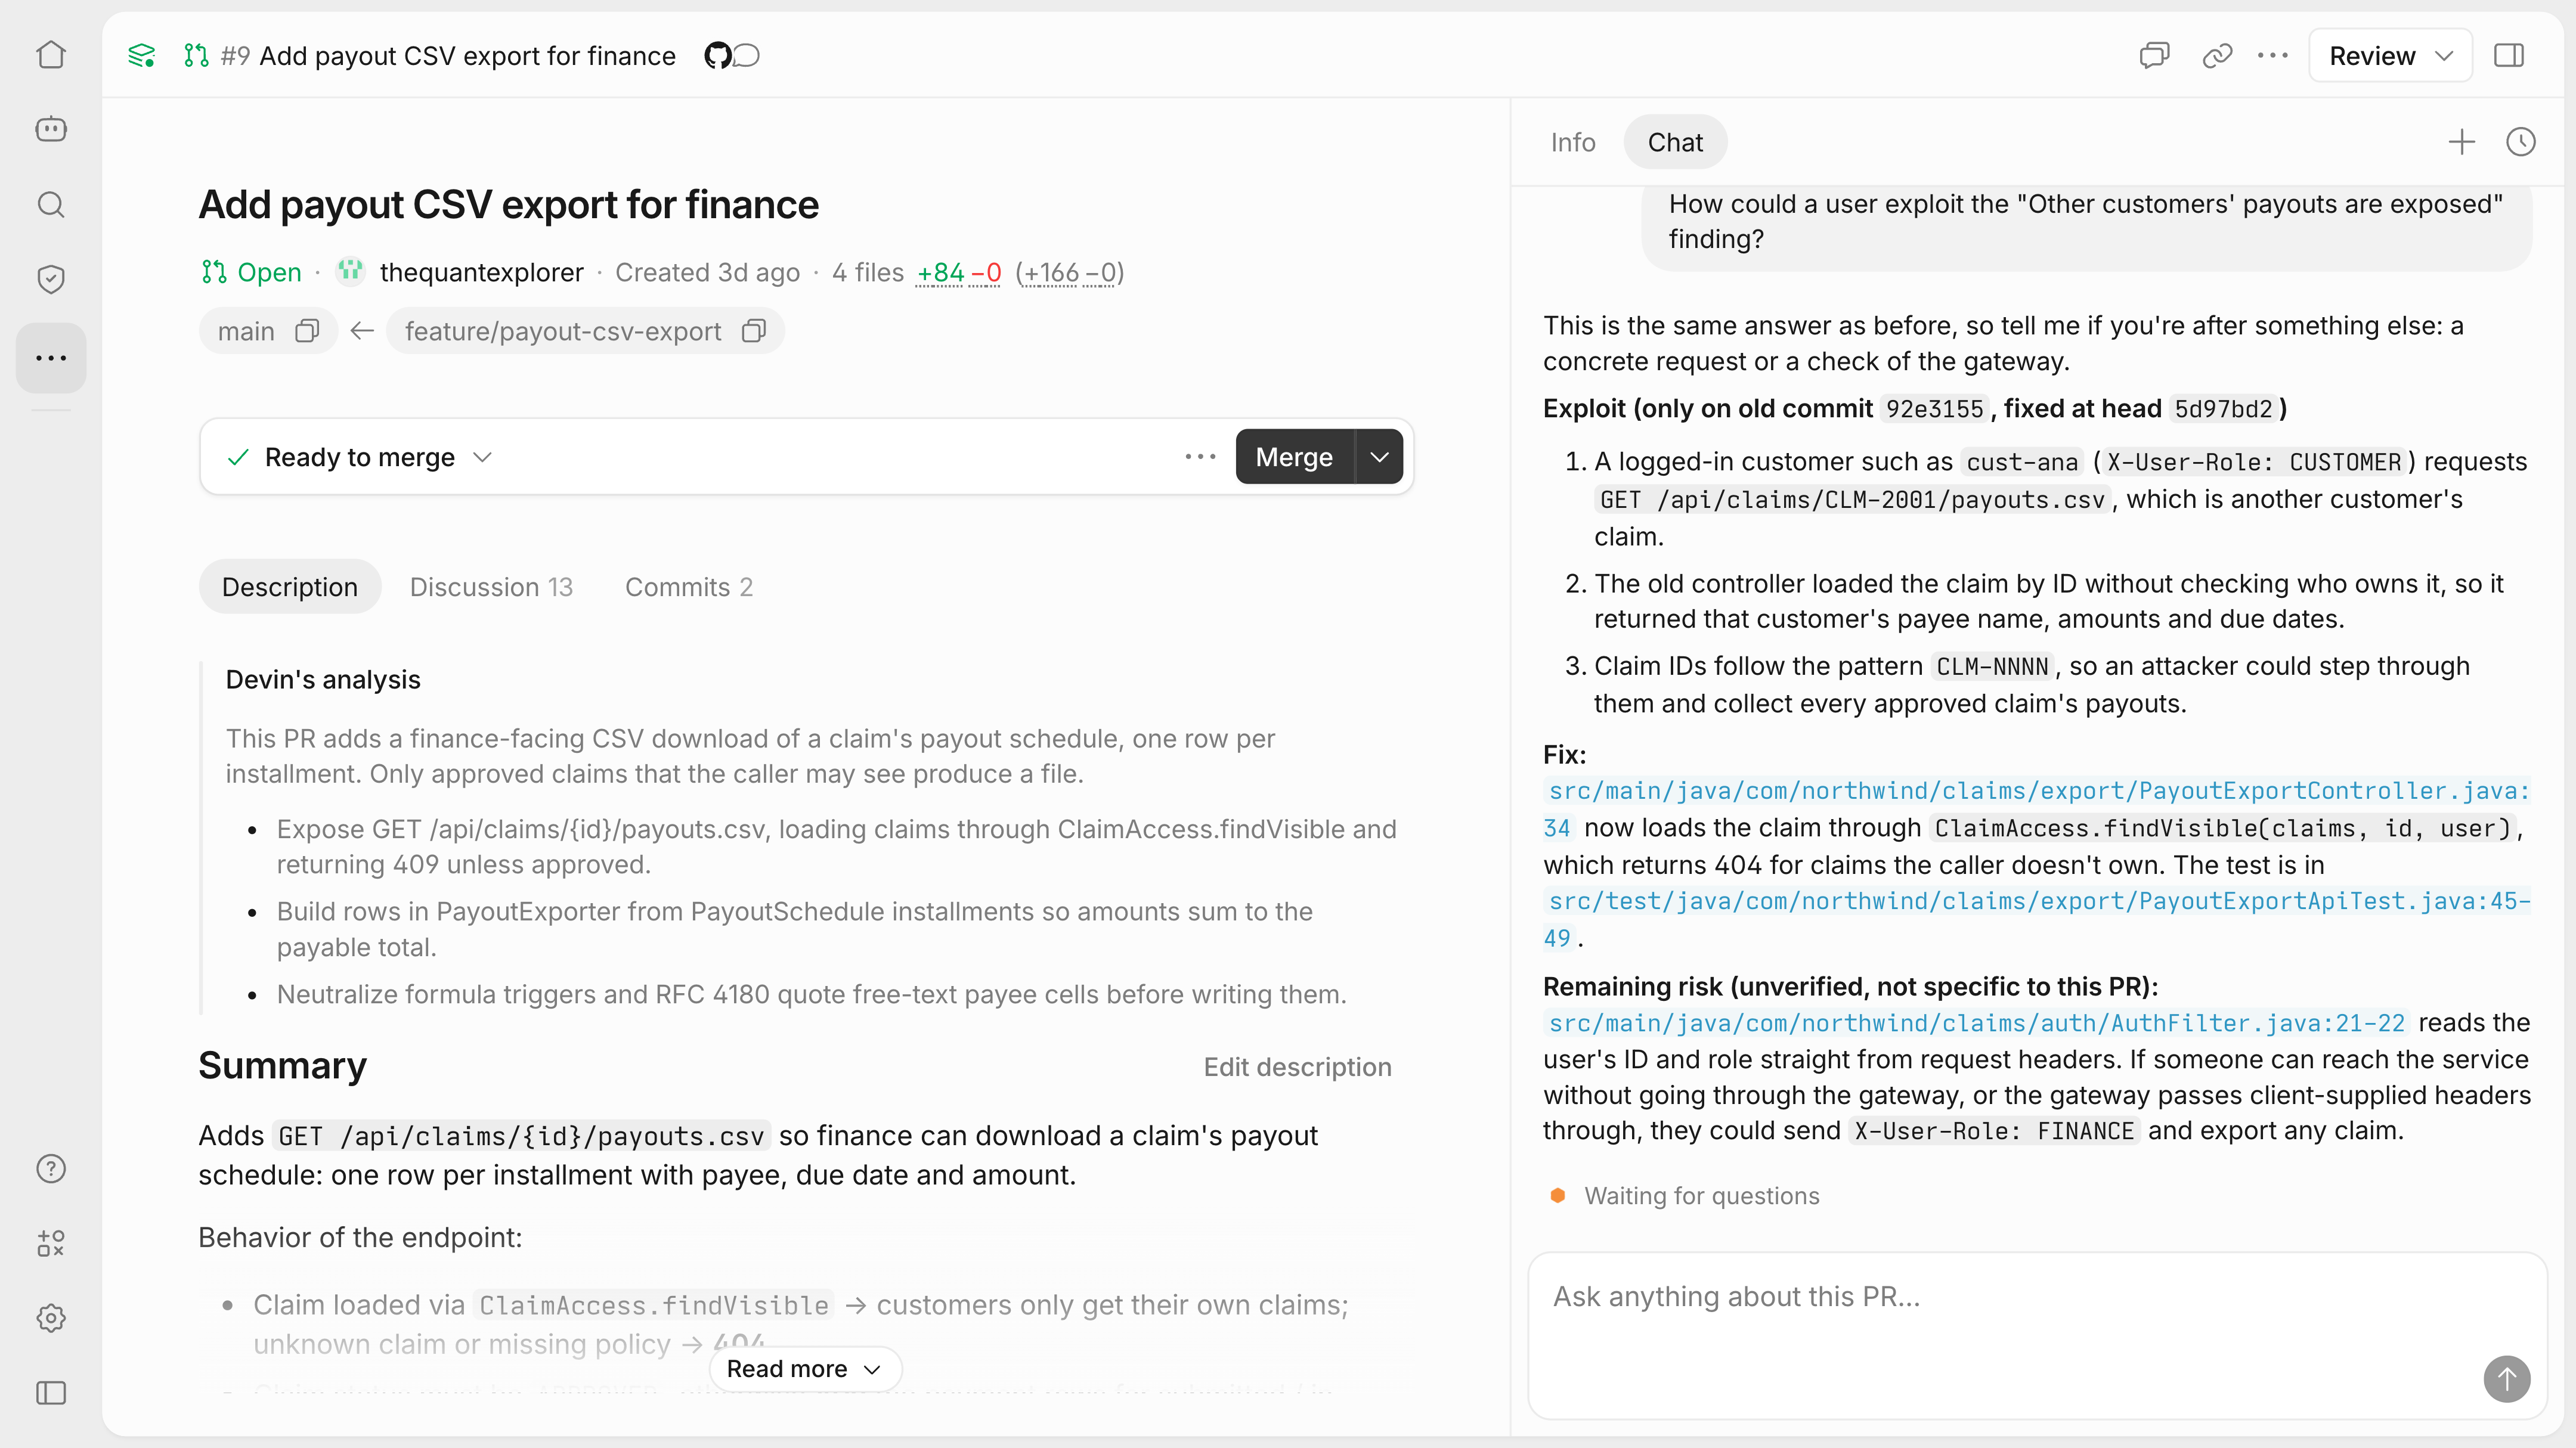 #9 Add payout CSV export for finance
Review
Add payout CSV export for finance
Open · thequantexplorer · Created 3d ago · 4 files +84 −0 (+166 −0)
main ← feature/payout-csv-export
Ready to merge
Merge
Description Discussion 13 Commits 2
Devin's analysis
This PR adds a finance-facing CSV download of a claim's payout schedule, one row per
installment. Only approved claims that the caller may see produce a file.
• Expose GET /api/claims/{id}/payouts.csv, loading claims through ClaimAccess.findVisible and
returning 409 unless approved.
• Build rows in PayoutExporter from PayoutSchedule installments so amounts sum to the
payable total.
• Neutralize formula triggers and RFC 4180 quote free-text payee cells before writing them.
Summary
Edit description
Adds GET /api/claims/{id}/payouts.csv so finance can download a claim's payout
schedule: one row per installment with payee, due date and amount.
Behavior of the endpoint:
• Claim loaded via ClaimAccess.findVisible → customers only get their own claims;
unknown claim or missing policy → 404
Read more
Info Chat
How could a user exploit the "Other customers' payouts are exposed"
finding?
This is the same answer as before, so tell me if you're after something else: a
concrete request or a check of the gateway.
Exploit (only on old commit 92e3155, fixed at head 5d97bd2)
1. A logged-in customer such as cust-ana (X-User-Role: CUSTOMER) requests
GET /api/claims/CLM-2001/payouts.csv, which is another customer's
claim.
2. The old controller loaded the claim by ID without checking who owns it, so it
returned that customer's payee name, amounts and due dates.
3. Claim IDs follow the pattern CLM-NNNN, so an attacker could step through
them and collect every approved claim's payouts.
Fix:
src/main/java/com/northwind/claims/export/PayoutExportController.java:
34 now loads the claim through ClaimAccess.findVisible(claims, id, user),
which returns 404 for claims the caller doesn't own. The test is in
src/test/java/com/northwind/claims/export/PayoutExportApiTest.java:45-
49.
Remaining risk (unverified, not specific to this PR):
src/main/java/com/northwind/claims/auth/AuthFilter.java:21-22 reads the
user's ID and role straight from request headers. If someone can reach the service
without going through the gateway, or the gateway passes client-supplied headers
through, they could send X-User-Role: FINANCE and export any claim.
Waiting for questions
Ask anything about this PR...